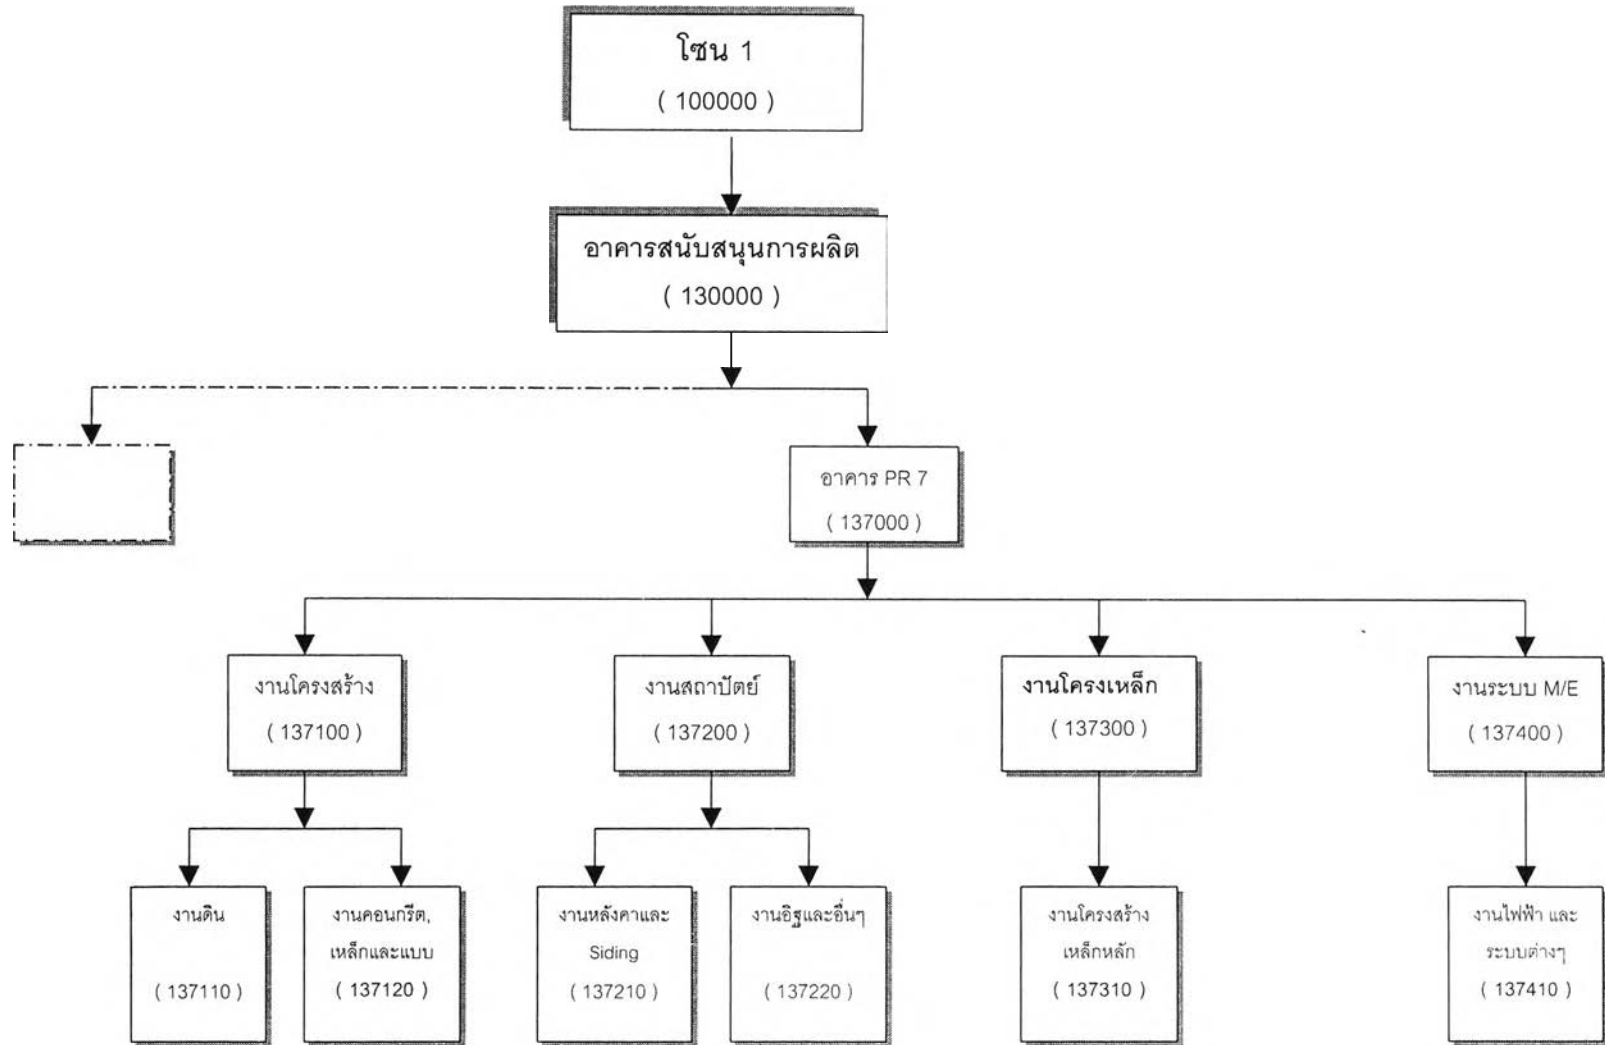 โซน 1
( 100000 )
อาคารสนับสนุนการผลิต
( 130000 )
อาคาร PR 7
( 137000 )
งานโครงสร้าง
( 137100 )
งานสถาปัตย์
( 137200 )
งานโครงเหล็ก
( 137300 )
งานระบบ M/E
( 137400 )
งานดิน
( 137110 )
งานคอนกรีต,
เหล็กและแบบ
( 137120 )
งานหลังคาและ
Siding
( 137210 )
งานอิฐและอื่นๆ
( 137220 )
งานโครงสร้าง
เหล็กหลัก
( 137310 )
งานไฟฟ้า และ
ระบบต่างๆ
( 137410 )